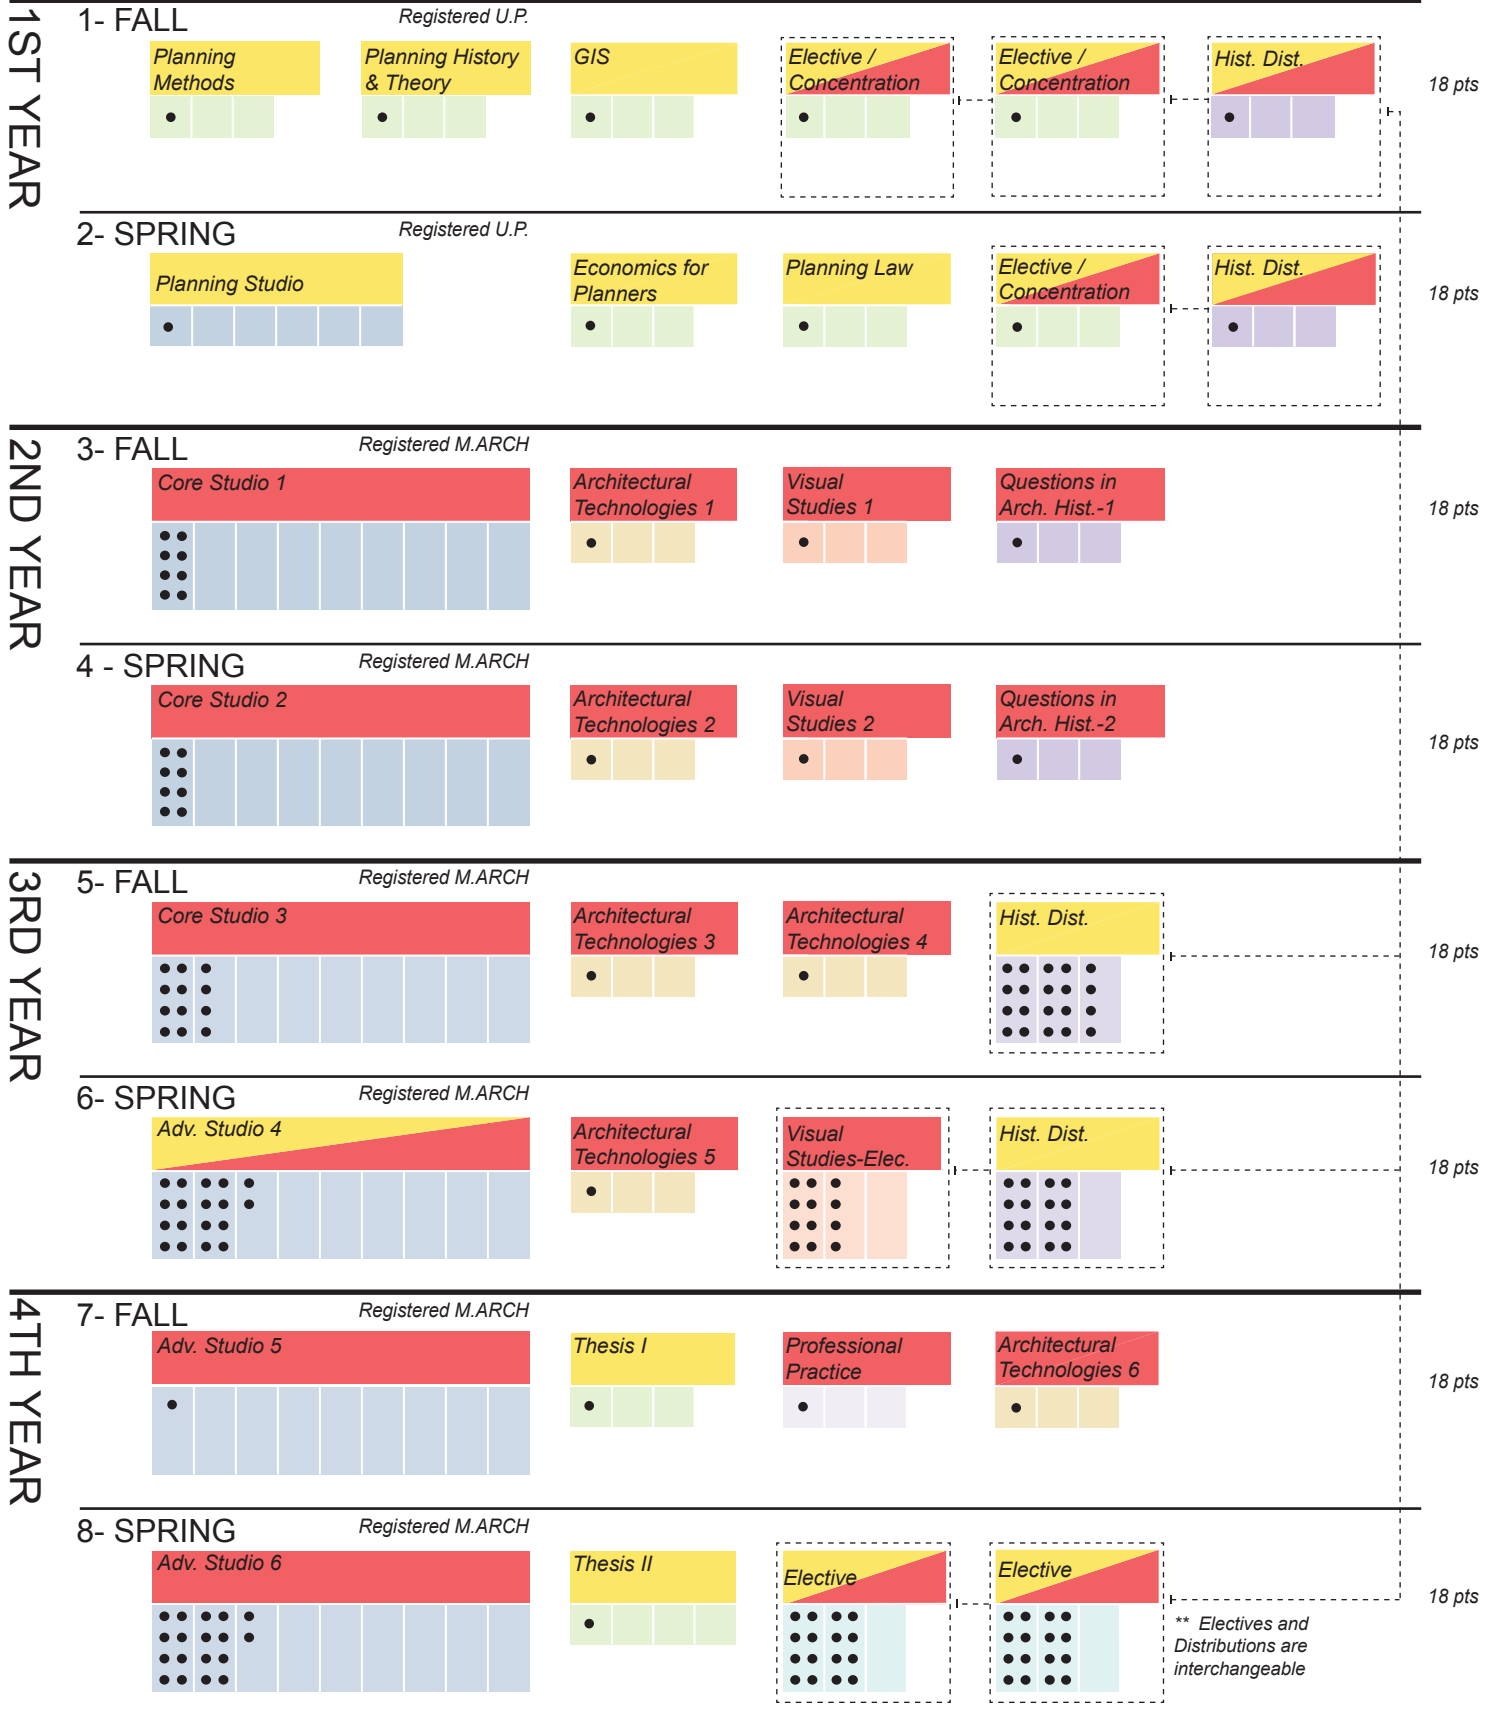 1ST YEAR
1- FALL
Registered U.P.
Planning
Methods
Planning History
& Theory
GIS
Elective /
Concentration
Elective /
Concentration
Hist. Dist.
18 pts
2- SPRING
Registered U.P.
Planning Studio
Economics for
Planners
Planning Law
Elective /
Concentration
Hist. Dist.
18 pts
2ND YEAR
3- FALL
Registered M.ARCH
Core Studio 1
Architectural
Technologies 1
Visual
Studies 1
Questions in
Arch. Hist.-1
18 pts
4 - SPRING
Registered M.ARCH
Core Studio 2
Architectural
Technologies 2
Visual
Studies 2
Questions in
Arch. Hist.-2
18 pts
3RD YEAR
5- FALL
Registered M.ARCH
Core Studio 3
Architectural
Technologies 3
Architectural
Technologies 4
Hist. Dist.
18 pts
6- SPRING
Registered M.ARCH
Adv. Studio 4
Architectural
Technologies 5
Visual
Studies-Elec.
Hist. Dist.
18 pts
4TH YEAR
7- FALL
Registered M.ARCH
Adv. Studio 5
Thesis I
Professional
Practice
Architectural
Technologies 6
18 pts
8- SPRING
Registered M.ARCH
Adv. Studio 6
Thesis II
Elective
Elective
18 pts
** Electives and
Distributions are
interchangeable